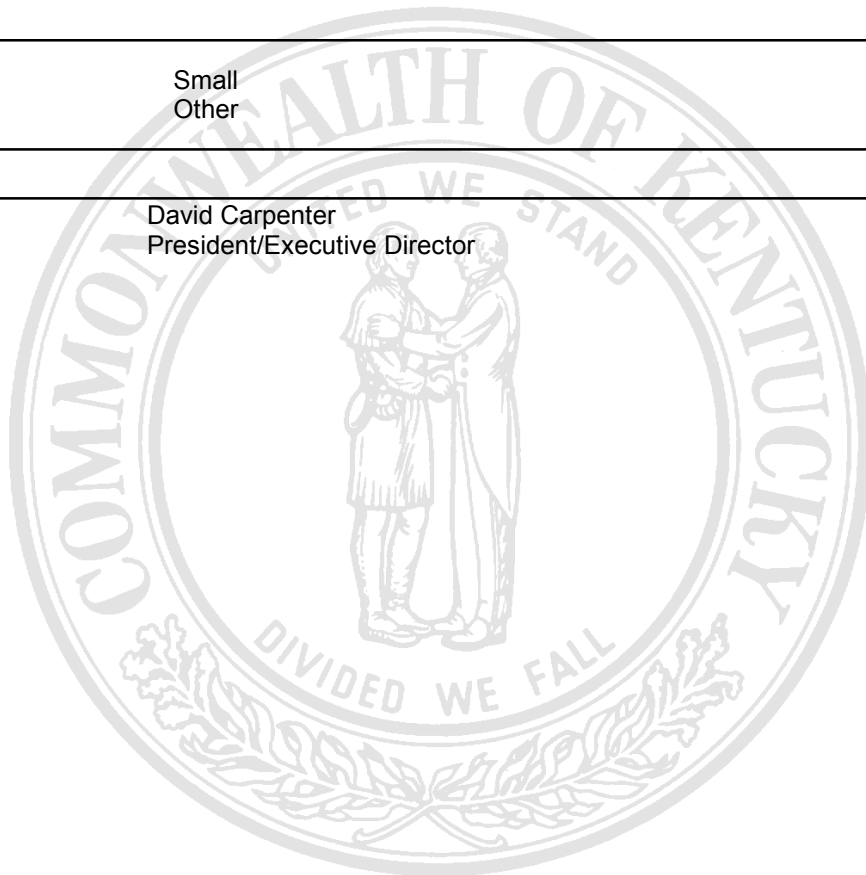 Small
Other
COMMONWEALTH OF KENTUCKY
UNITED WE STAND
David Carpenter
President/Executive Director
DIVIDED WE FALL